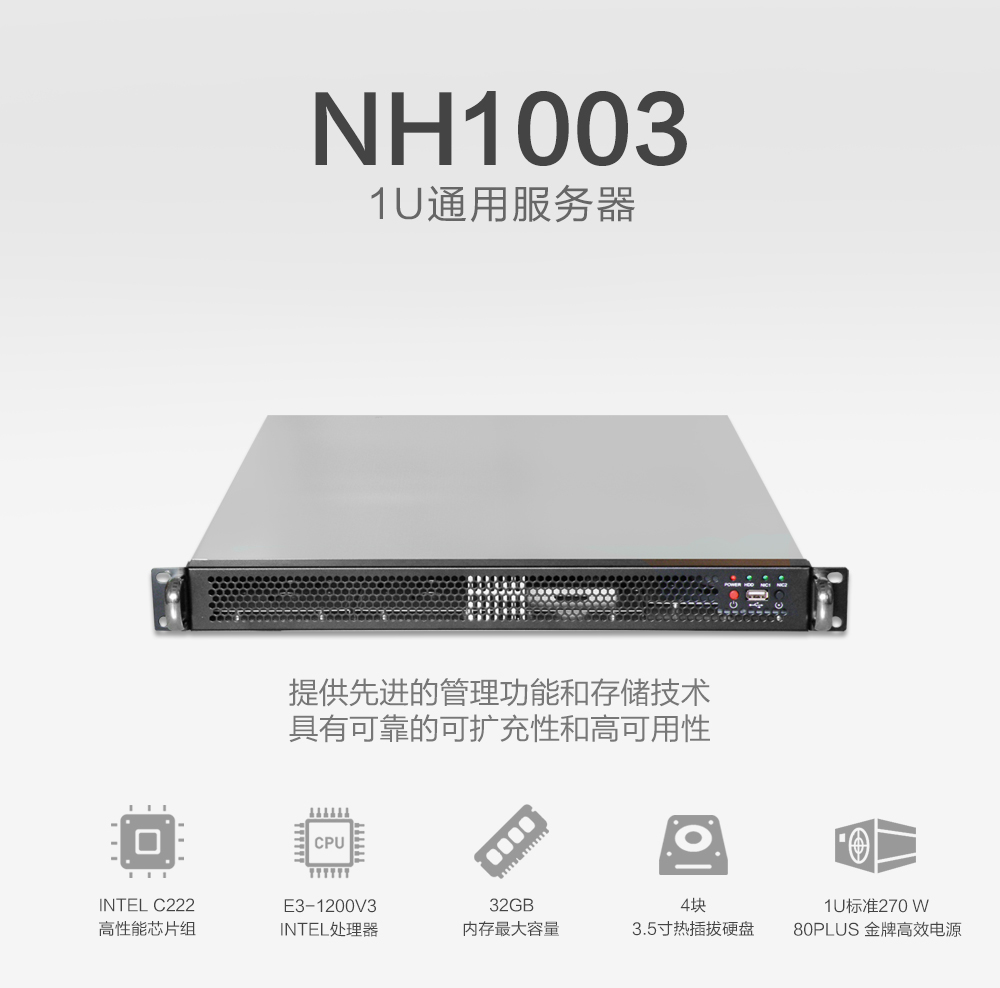 NH1003
1U通用服务器
POWER HDD NIC1 NIC2
提供先进的管理功能和存储技术
具有可靠的可扩充性和高可用性
CPU
INTEL C222
高性能芯片组
E3-1200V3
INTEL处理器
32GB
内存最大容量
4块
3.5寸热插拔硬盘
1U标准270 W
80PLUS 金牌高效电源